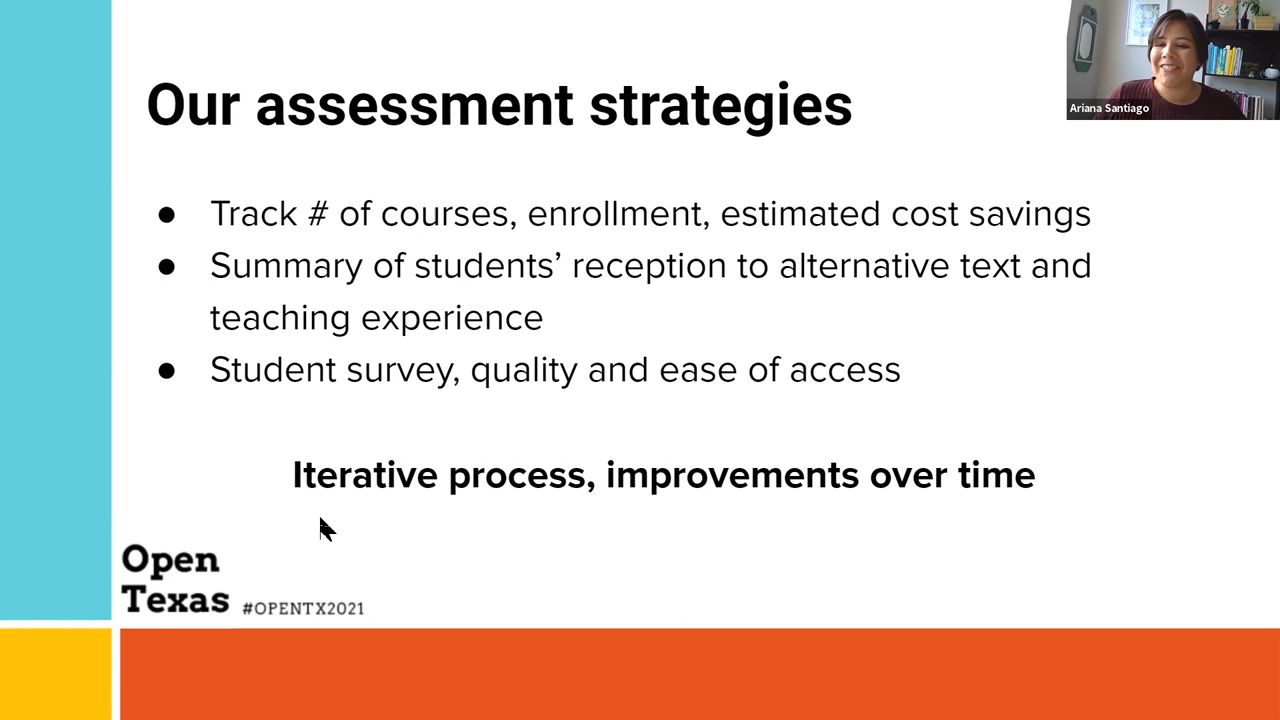 Our assessment strategies
Ariana Santiago
● Track # of courses, enrollment, estimated cost savings
● Summary of students’ reception to alternative text and
teaching experience
● Student survey, quality and ease of access
Iterative process, improvements over time
Open
Texas #OPENTX2021